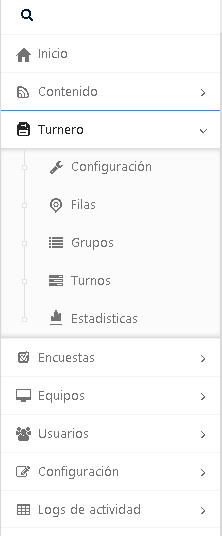 Inicio
Contenido
Turnero
Configuración
Filas
Grupos
Turnos
Estadisticas
Encuestas
Equipos
Usuarios
Configuración
Logs de actividad